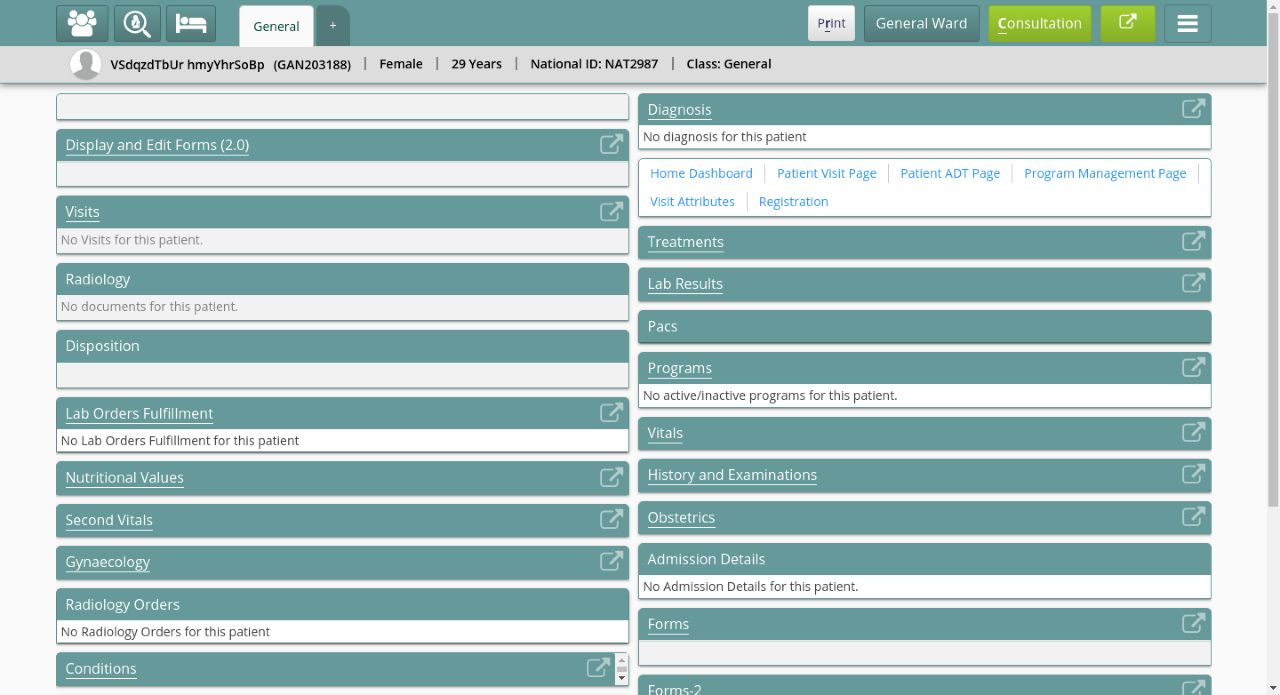 General
+
Print
General Ward
Consultation
VSdqzdTbUr hmyYhrSoBp (GAN203188) | Female | 29 Years | National ID: NAT2987 | Class: General
Display and Edit Forms (2.0)
Visits
No Visits for this patient.
Radiology
No documents for this patient.
Disposition
Lab Orders Fulfillment
No Lab Orders Fulfillment for this patient
Nutritional Values
Second Vitals
Gynaecology
Radiology Orders
No Radiology Orders for this patient
Conditions
Diagnosis
No diagnosis for this patient
Home Dashboard | Patient Visit Page | Patient ADT Page | Program Management Page |
Visit Attributes | Registration
Treatments
Lab Results
Pacs
Programs
No active/inactive programs for this patient.
Vitals
History and Examinations
Obstetrics
Admission Details
No Admission Details for this patient.
Forms
Forms-2